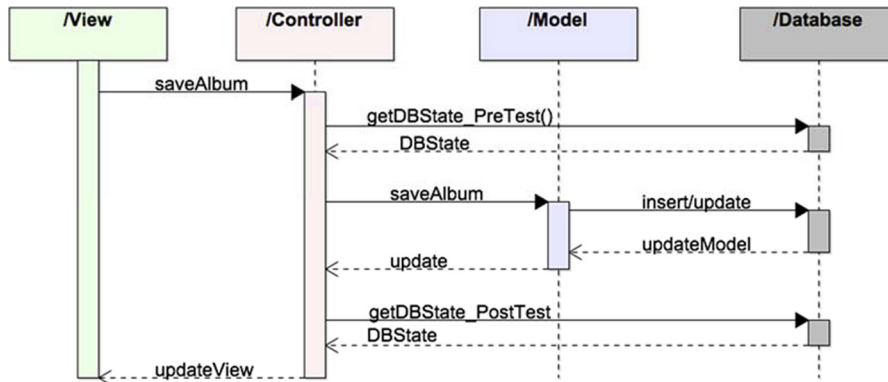 /View
/Controller
/Model
/Database
saveAlbum
getDBState_PreTest()
DBState
saveAlbum
insert/update
updateModel
update
getDBState_PostTest
DBState
updateView